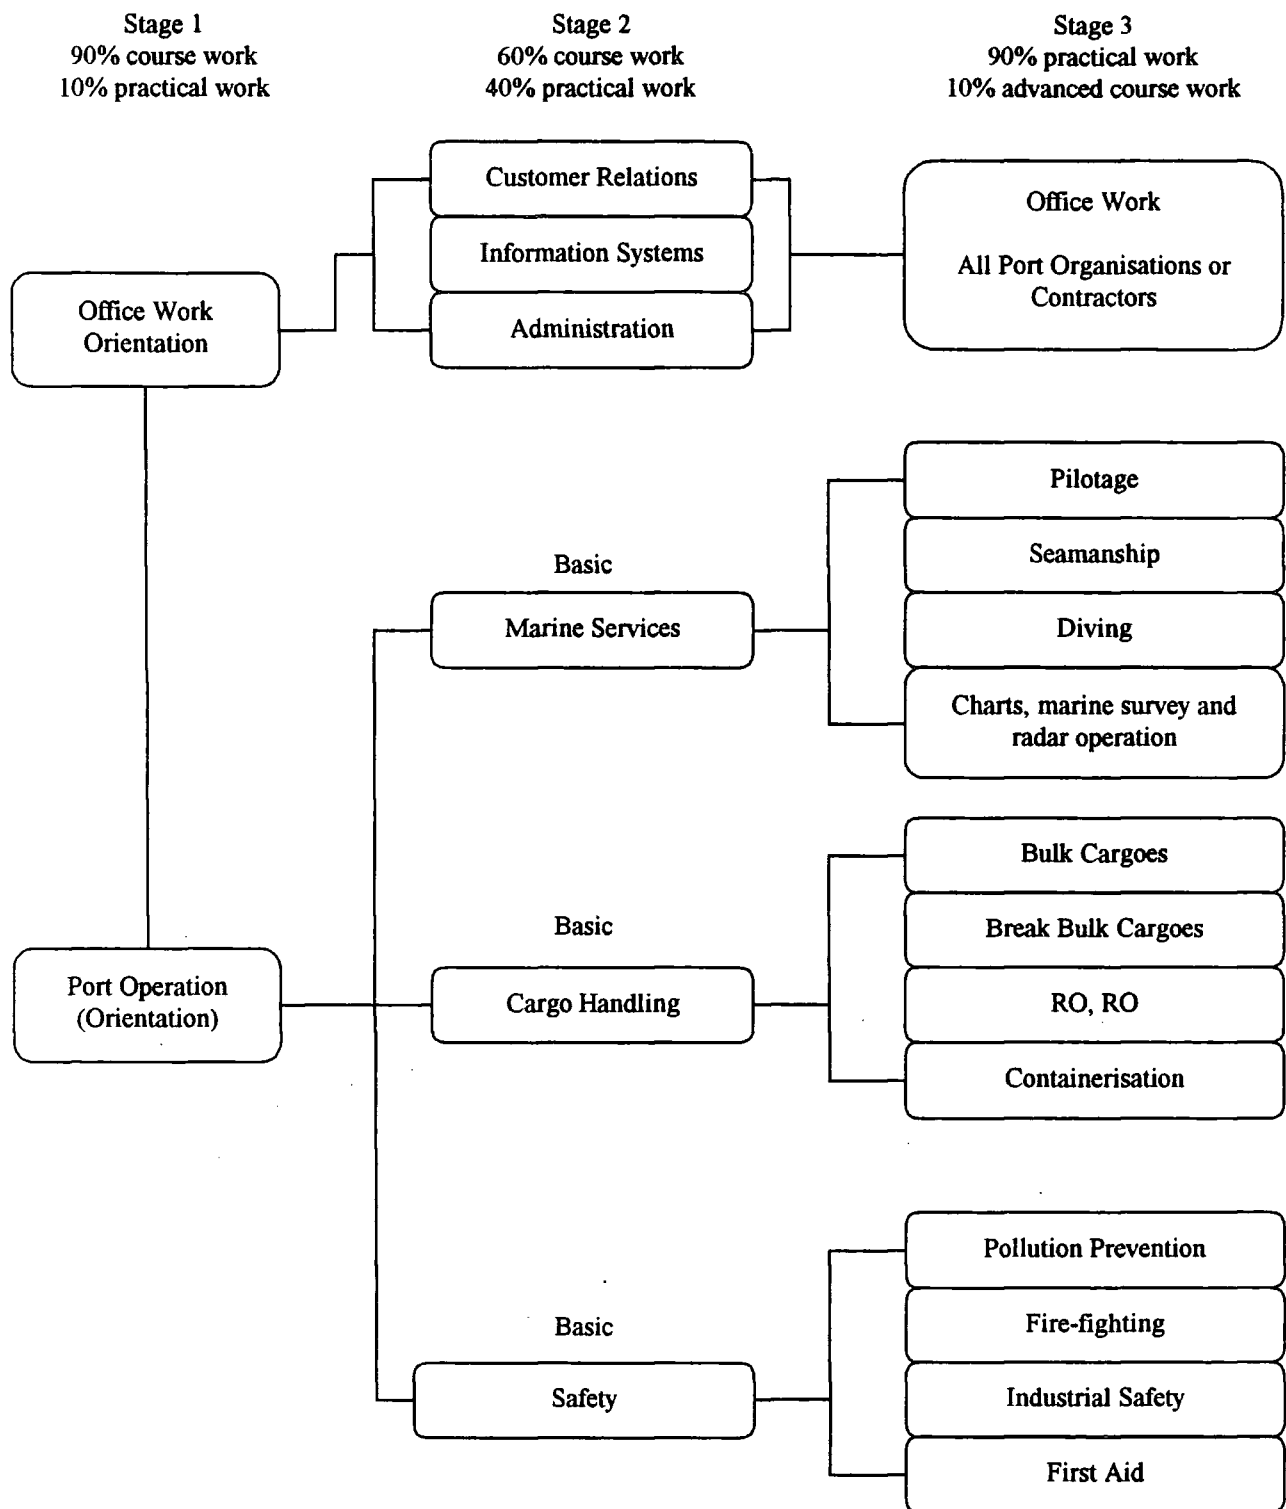 Stage 1
90% course work
10% practical work
Stage 2
60% course work
40% practical work
Stage 3
90% practical work
10% advanced course work
Office Work
Orientation
Customer Relations
Information Systems
Administration
Office Work
All Port Organisations or
Contractors
Port Operation
(Orientation)
Basic
Marine Services
Pilotage
Seamanship
Diving
Charts, marine survey and
radar operation
Basic
Cargo Handling
Bulk Cargoes
Break Bulk Cargoes
RO, RO
Containerisation
Basic
Safety
Pollution Prevention
Fire-fighting
Industrial Safety
First Aid